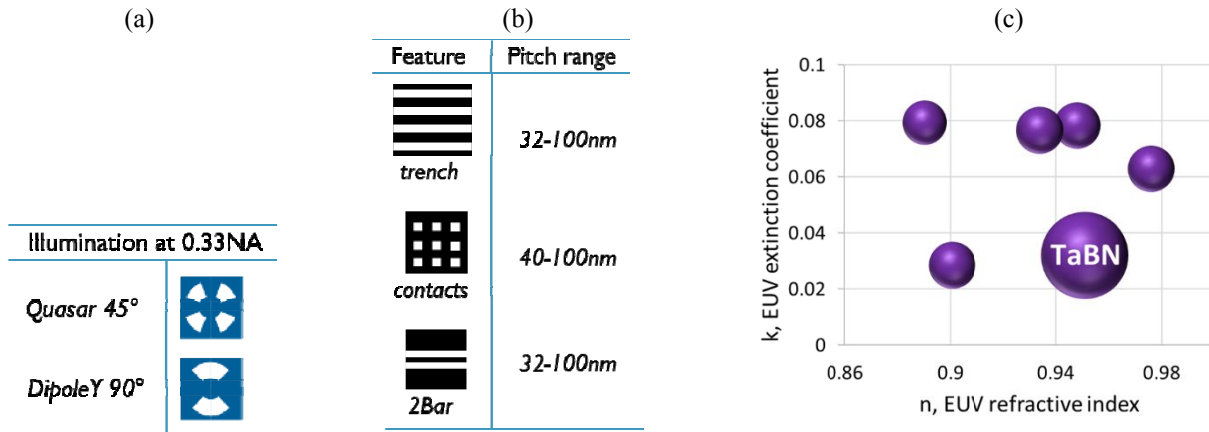 (a)
Illumination at 0.33NA
Quasar 45°
DipoleY 90°
(b)
Feature Pitch range
trench 32-100nm
contacts 40-100nm
2Bar 32-100nm
(c)
k, EUV extinction coefficient
0.1
0.08
0.06
0.04
0.02
0
TaBN
0.86 0.9 0.94 0.98
n, EUV refractive index